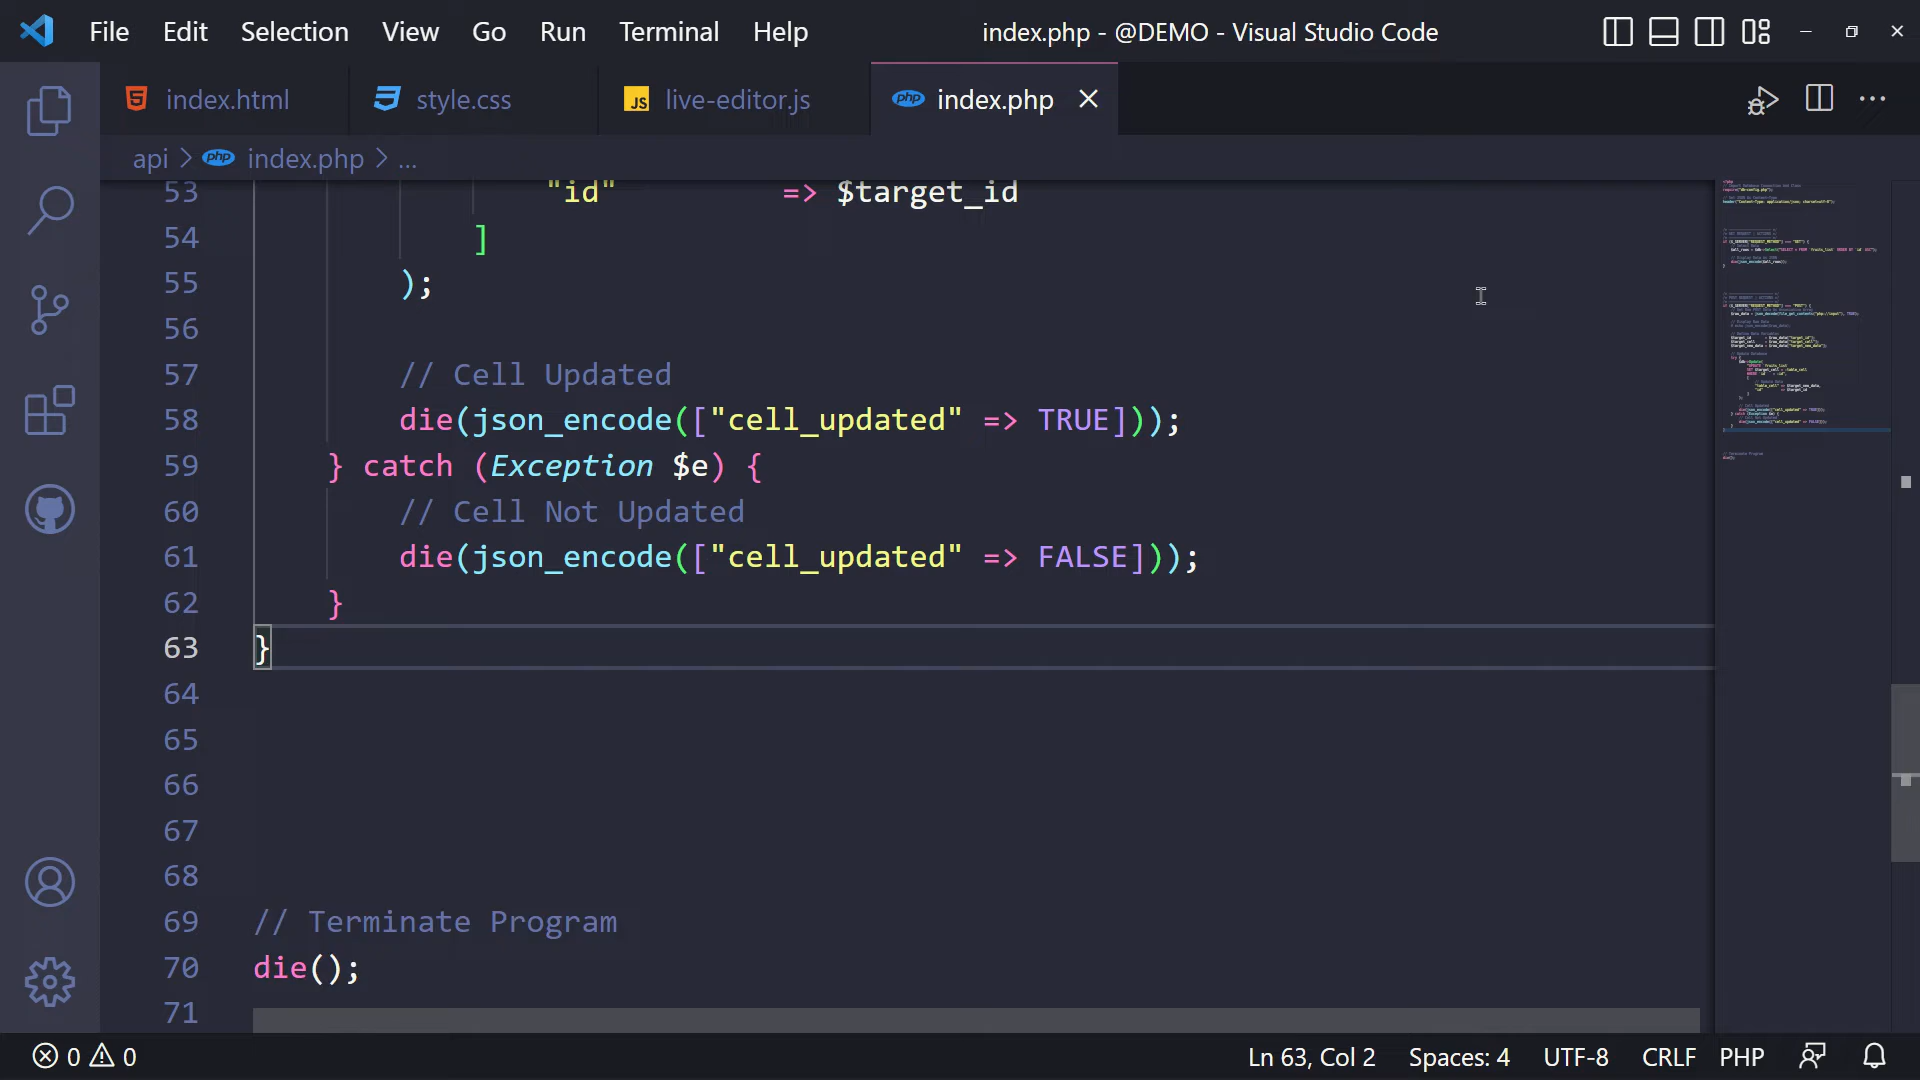 File Edit Selection View Go Run Terminal Help index.php - @DEMO - Visual Studio Code
index.html style.css JS live-editor.js php index.php
api > php index.php > ...
53 "id" => $target_id
54 ]
55 );
56
57 // Cell Updated
58 die(json_encode(["cell_updated" => TRUE]));
59 } catch (Exception $e) {
60 // Cell Not Updated
61 die(json_encode(["cell_updated" => FALSE]));
62 }
63 }
64
65
66
67
68
69 // Terminate Program
70 die();
71
0 0 Ln 63, Col 2 Spaces: 4 UTF-8 CRLF PHP